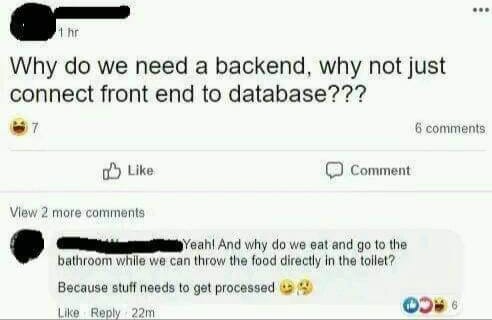 1 hr
Why do we need a backend, why not just
connect front end to database???
7
6 comments
Like
Comment
View 2 more comments
Yeah! And why do we eat and go to the
bathroom while we can throw the food directly in the toilet?
Because stuff needs to get processed
Like Reply 22m
6